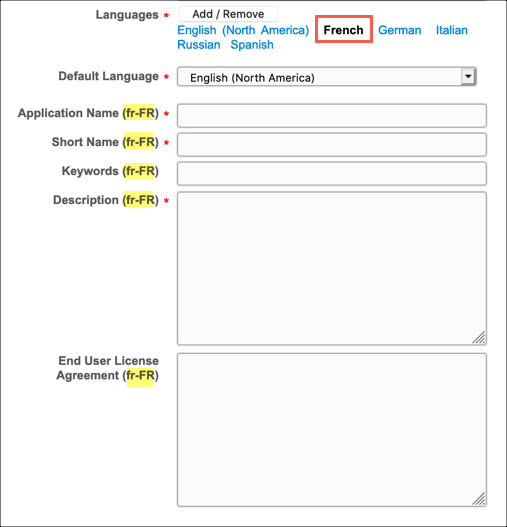 Languages * Add / Remove
English (North America) French German Italian
Russian Spanish
Default Language * English (North America)
Application Name (fr-FR) *
Short Name (fr-FR) *
Keywords (fr-FR)
Description (fr-FR) *
End User License
Agreement (fr-FR)